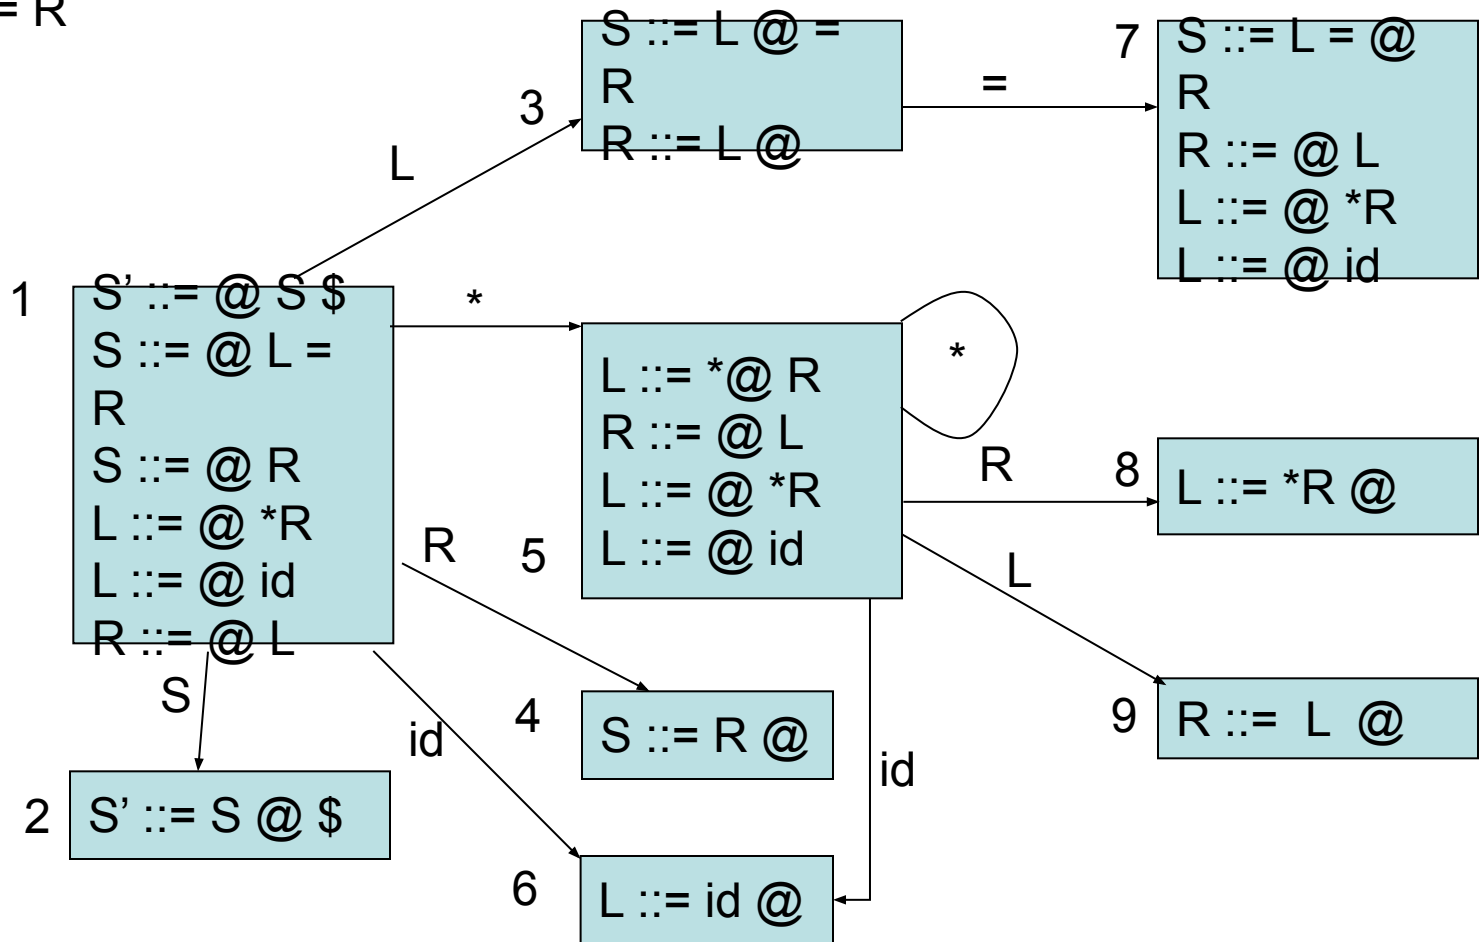 = R
3
S ::= L @ =
R
R ::= L @
=
7
S ::= L = @
R
R ::= @ L
L ::= @ *R
L ::= @ id
L
1
S’ ::= @ S $
S ::= @ L =
R
S ::= @ R
L ::= @ *R
L ::= @ id
R ::= @ L
*
5
L ::= *@ R
R ::= @ L
L ::= @ *R
L ::= @ id
*
R
8
L ::= *R @
L
9
R ::= L @
R
4
S ::= R @
S
id
id
2
S’ ::= S @ $
6
L ::= id @